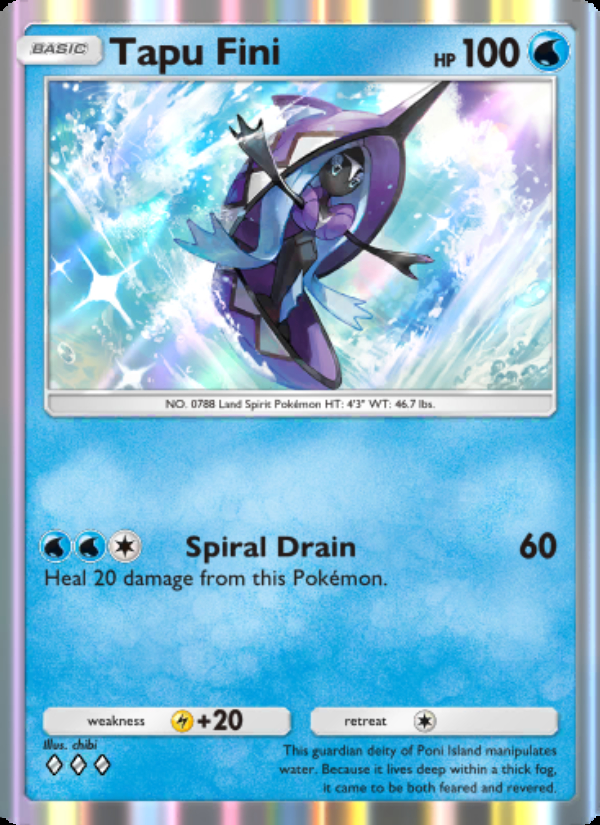 BASIC Tapu Fini HP 100
NO. 0788 Land Spirit Pokémon HT: 4'3" WT: 46.7 lbs.
Spiral Drain 60
Heal 20 damage from this Pokémon.
weakness +20 retreat
Illus. chibi
This guardian deity of Poni Island manipulates
water. Because it lives deep within a thick fog,
it came to be both feared and revered.